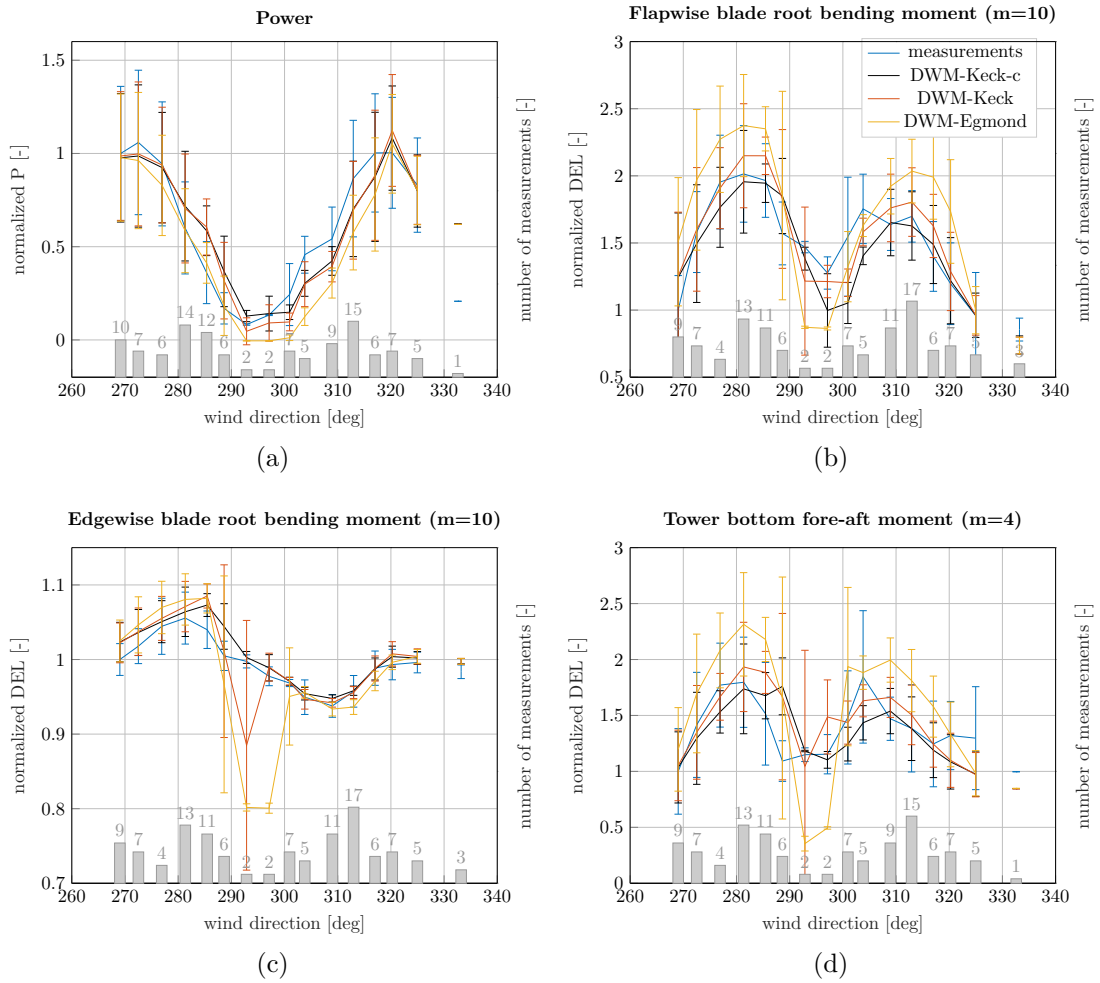 Power
1.5
1
0.5
0
normalized P [-]
number of measurements [-]
10 7 6 14 12 6 2 2 7 5 9 15 6 7 5 1
260 270 280 290 300 310 320 330 340
wind direction [deg]
(a)
Flapwise blade root bending moment (m=10)
measurements
DWM-Keck-c
DWM-Keck
DWM-Egmond
3
2.5
2
1.5
1
0.5
normalized DEL [-]
number of measurements [-]
9 7 4 13 11 6 2 2 7 5 11 17 6 7 5 3
260 270 280 290 300 310 320 330 340
wind direction [deg]
(b)
Edgewise blade root bending moment (m=10)
1.1
1.0
0.9
0.8
0.7
normalized DEL [-]
number of measurements [-]
9 7 4 13 11 6 2 2 7 5 11 17 6 7 5 3
260 270 280 290 300 310 320 330 340
wind direction [deg]
(c)
Tower bottom fore-aft moment (m=4)
3
2.5
2
1.5
1
0.5
0
normalized DEL [-]
number of measurements [-]
9 7 4 13 11 6 2 2 7 5 9 15 6 7 5 1
260 270 280 290 300 310 320 330 340
wind direction [deg]
(d)